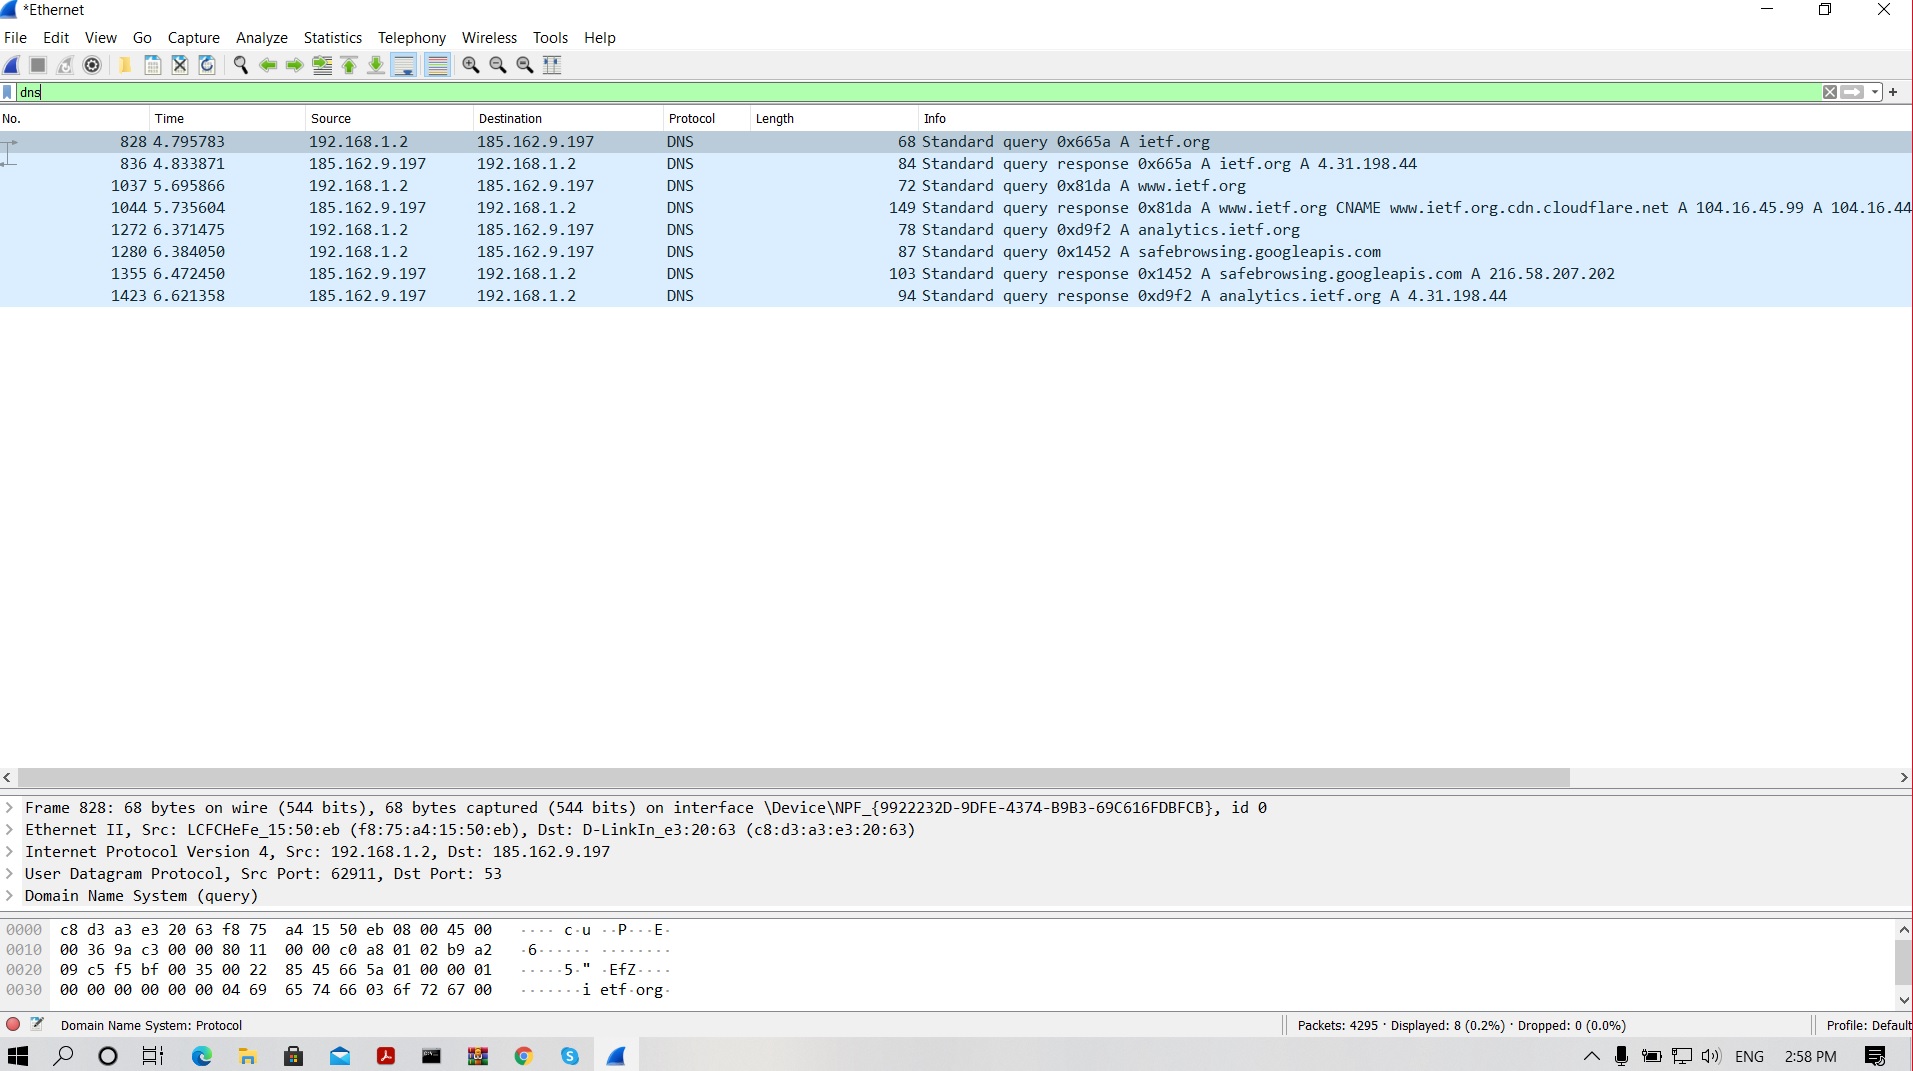 *Ethernet
File Edit View Go Capture Analyze Statistics Telephony Wireless Tools Help
dns
No. Time Source Destination Protocol Length Info
828 4.795783 192.168.1.2 185.162.9.197 DNS 68 Standard query 0x665a A ietf.org
836 4.833871 185.162.9.197 192.168.1.2 DNS 84 Standard query response 0x665a A ietf.org A 4.31.198.44
1037 5.695866 192.168.1.2 185.162.9.197 DNS 72 Standard query 0x81da A www.ietf.org
1044 5.735604 185.162.9.197 192.168.1.2 DNS 149 Standard query response 0x81da A www.ietf.org CNAME www.ietf.org.cdn.cloudflare.net A 104.16.45.99 A 104.16.44
1272 6.371475 192.168.1.2 185.162.9.197 DNS 78 Standard query 0xd9f2 A analytics.ietf.org
1280 6.384050 192.168.1.2 185.162.9.197 DNS 87 Standard query 0x1452 A safebrowsing.googleapis.com
1355 6.472450 185.162.9.197 192.168.1.2 DNS 103 Standard query response 0x1452 A safebrowsing.googleapis.com A 216.58.207.202
1423 6.621358 185.162.9.197 192.168.1.2 DNS 94 Standard query response 0xd9f2 A analytics.ietf.org A 4.31.198.44
Frame 828: 68 bytes on wire (544 bits), 68 bytes captured (544 bits) on interface \Device\NPF_{9922232D-9DFE-4374-B9B3-69C616FDBFCB}, id 0
Ethernet II, Src: LCFCHeFe_15:50:eb (f8:75:a4:15:50:eb), Dst: D-LinkIn_e3:20:63 (c8:d3:a3:e3:20:63)
Internet Protocol Version 4, Src: 192.168.1.2, Dst: 185.162.9.197
User Datagram Protocol, Src Port: 62911, Dst Port: 53
Domain Name System (query)
0000 c8 d3 a3 e3 20 63 f8 75 a4 15 50 eb 08 00 45 00 ···· c·u ··P···E·
0010 00 36 9a c3 00 00 80 11 00 00 c0 a8 01 02 b9 a2 ·6······ ········
0020 09 c5 f5 bf 00 35 00 22 85 45 66 5a 01 00 00 01 ·····5·" ·EfZ····
0030 00 00 00 00 00 00 04 69 65 74 66 03 6f 72 67 00 ·······i etf·org·
Domain Name System: Protocol
Packets: 4295 · Displayed: 8 (0.2%) · Dropped: 0 (0.0%)
Profile: Default
ENG
2:58 PM